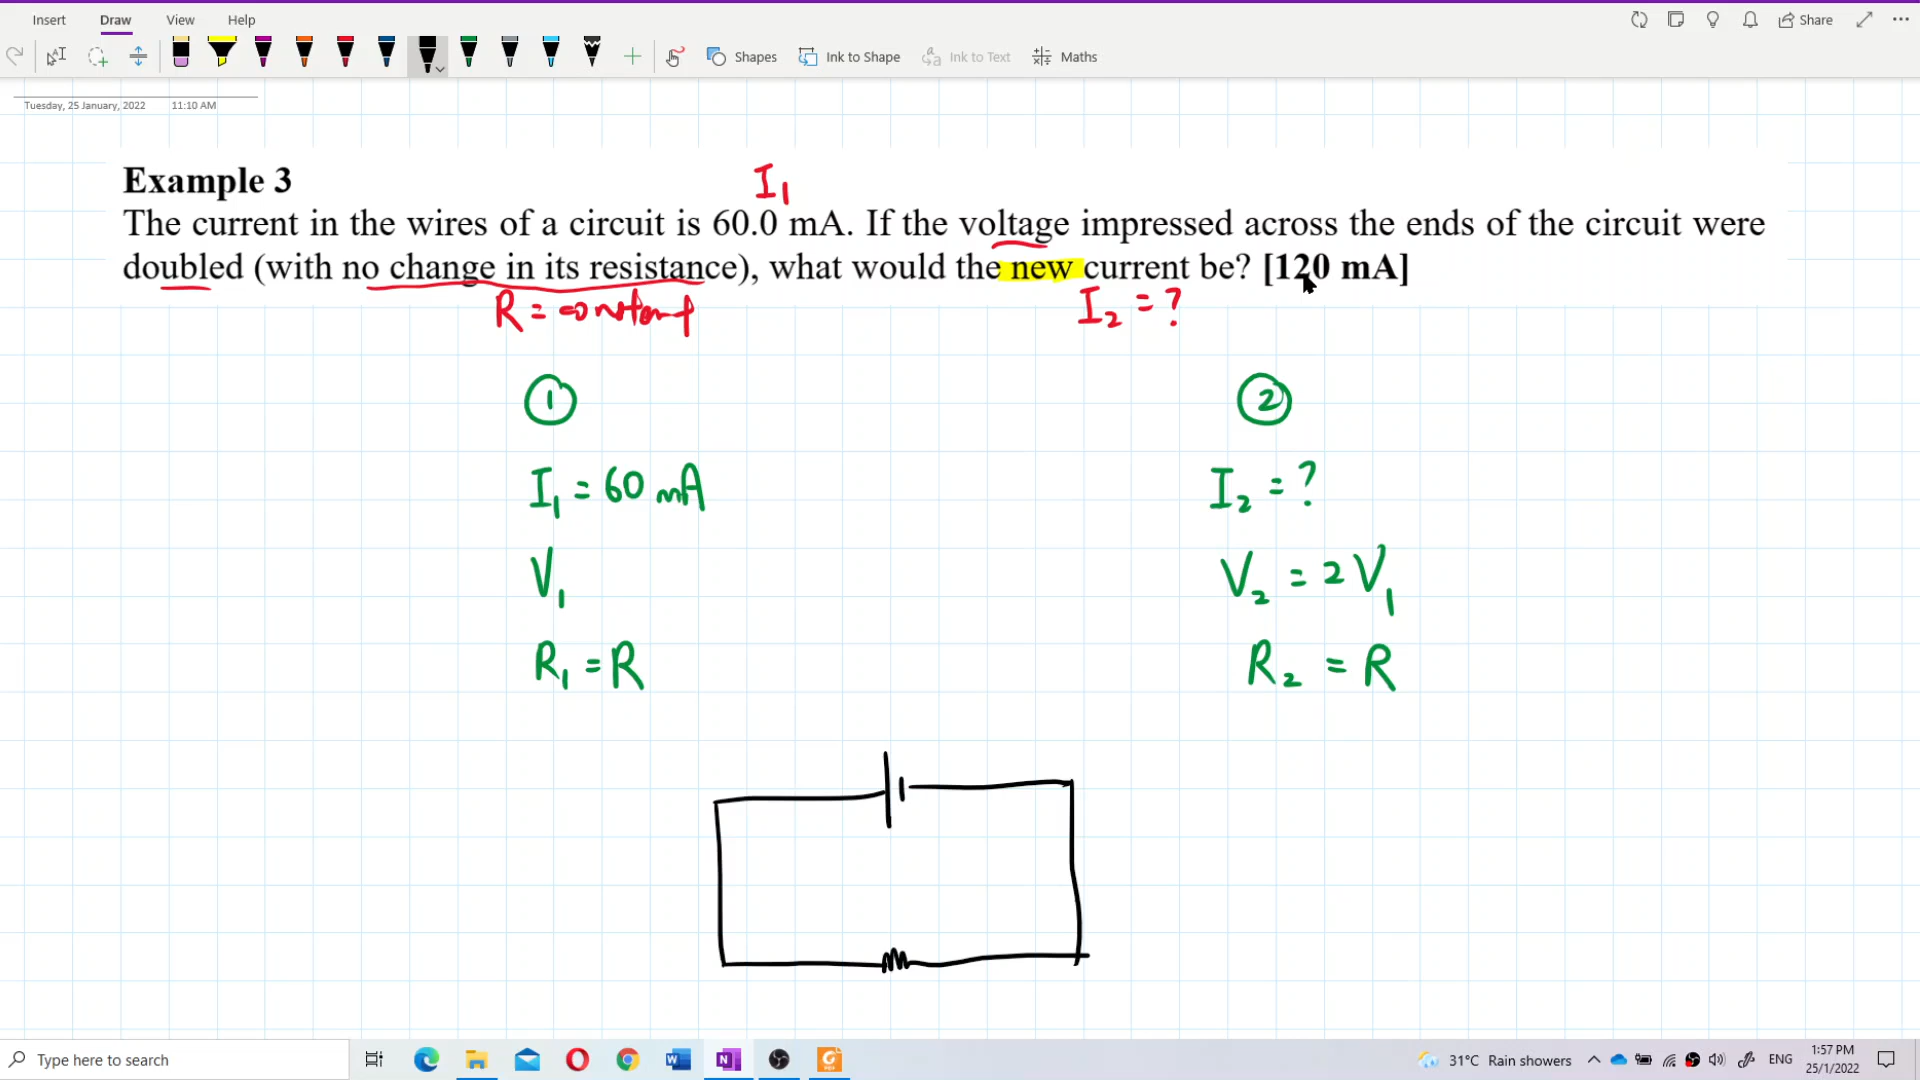 Insert Draw View Help Share
Shapes Ink to Shape Ink to Text Maths
Tuesday, 25 January, 2022 11:10 AM
Example 3
I1
The current in the wires of a circuit is 60.0 mA. If the voltage impressed across the ends of the circuit were
doubled (with no change in its resistance), what would the new current be? [120 mA]
R = constant I2 = ?
1 2
I1 = 60 mA I2 = ?
V1 V2 = 2V1
R1 = R R2 = R
Type here to search 31°C Rain showers ENG 1:57 PM
25/1/2022